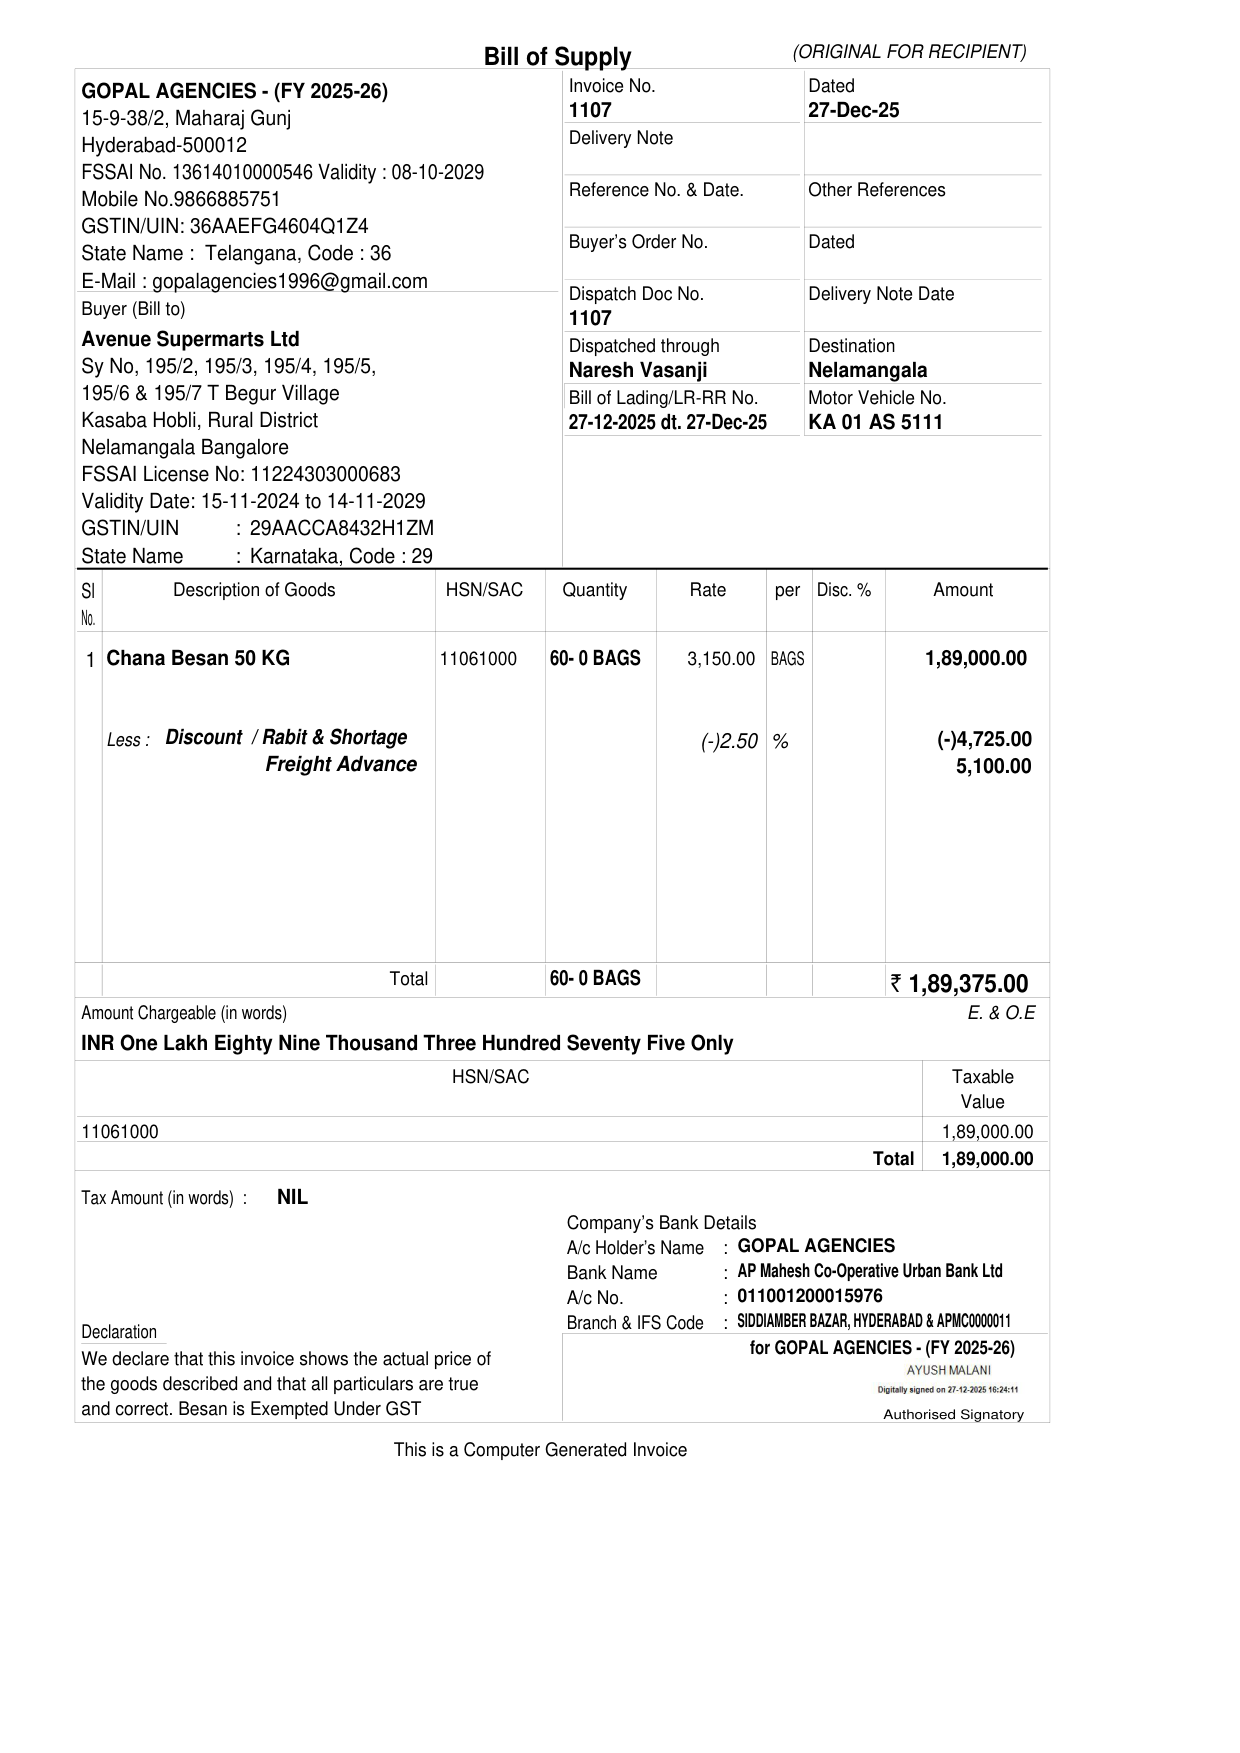 Bill of Supply
(ORIGINAL FOR RECIPIENT)
GOPAL AGENCIES - (FY 2025-26)
15-9-38/2, Maharaj Gunj
Hyderabad-500012
FSSAI No. 13614010000546 Validity : 08-10-2029
Mobile No.9866885751
GSTIN/UIN: 36AAEFG4604Q1Z4
State Name : Telangana, Code : 36
E-Mail : gopalagencies1996@gmail.com
Invoice No.
1107
Dated
27-Dec-25
Delivery Note
Reference No. & Date.
Other References
Buyer's Order No.
Dated
Dispatch Doc No.
1107
Delivery Note Date
Dispatched through
Naresh Vasanji
Destination
Nelamangala
Bill of Lading/LR-RR No.
27-12-2025 dt. 27-Dec-25
Motor Vehicle No.
KA 01 AS 5111
Buyer (Bill to)
Avenue Supermarts Ltd
Sy No, 195/2, 195/3, 195/4, 195/5,
195/6 & 195/7 T Begur Village
Kasaba Hobli, Rural District
Nelamangala Bangalore
FSSAI License No: 11224303000683
Validity Date: 15-11-2024 to 14-11-2029
GSTIN/UIN : 29AACCA8432H1ZM
State Name : Karnataka, Code : 29
Sl No. Description of Goods HSN/SAC Quantity Rate per Disc. % Amount
1 Chana Besan 50 KG 11061000 60- 0 BAGS 3,150.00 BAGS 1,89,000.00
Less : Discount / Rabit & Shortage (-)2.50 % (-)4,725.00
Freight Advance 5,100.00
Total 60- 0 BAGS ₹ 1,89,375.00
Amount Chargeable (in words) E. & O.E
INR One Lakh Eighty Nine Thousand Three Hundred Seventy Five Only
HSN/SAC Taxable Value
11061000 1,89,000.00
Total 1,89,000.00
Tax Amount (in words) : NIL
Company's Bank Details
A/c Holder's Name : GOPAL AGENCIES
Bank Name : AP Mahesh Co-Operative Urban Bank Ltd
A/c No. : 011001200015976
Branch & IFS Code : SIDDIAMBER BAZAR, HYDERABAD & APMC0000011
Declaration
We declare that this invoice shows the actual price of
the goods described and that all particulars are true
and correct. Besan is Exempted Under GST
for GOPAL AGENCIES - (FY 2025-26)
AYUSH MALANI
Digitally signed on 27-12-2025 16:24:11
Authorised Signatory
This is a Computer Generated Invoice